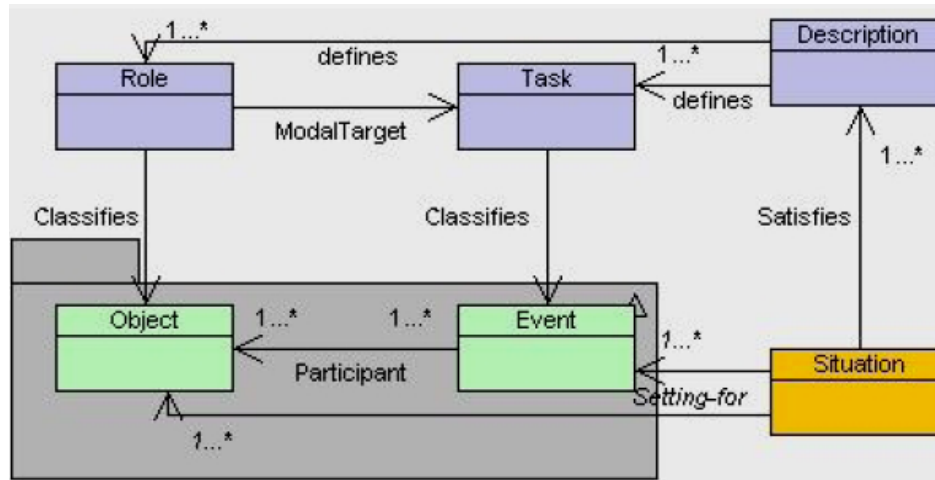 1...*
Description
defines
1...*
Role
Task
defines
ModalTarget
1...*
Classifies
Classifies
Satisfies
Object
1...*
1...*
Event
1...*
Situation
Participant
Setting-for
1...*